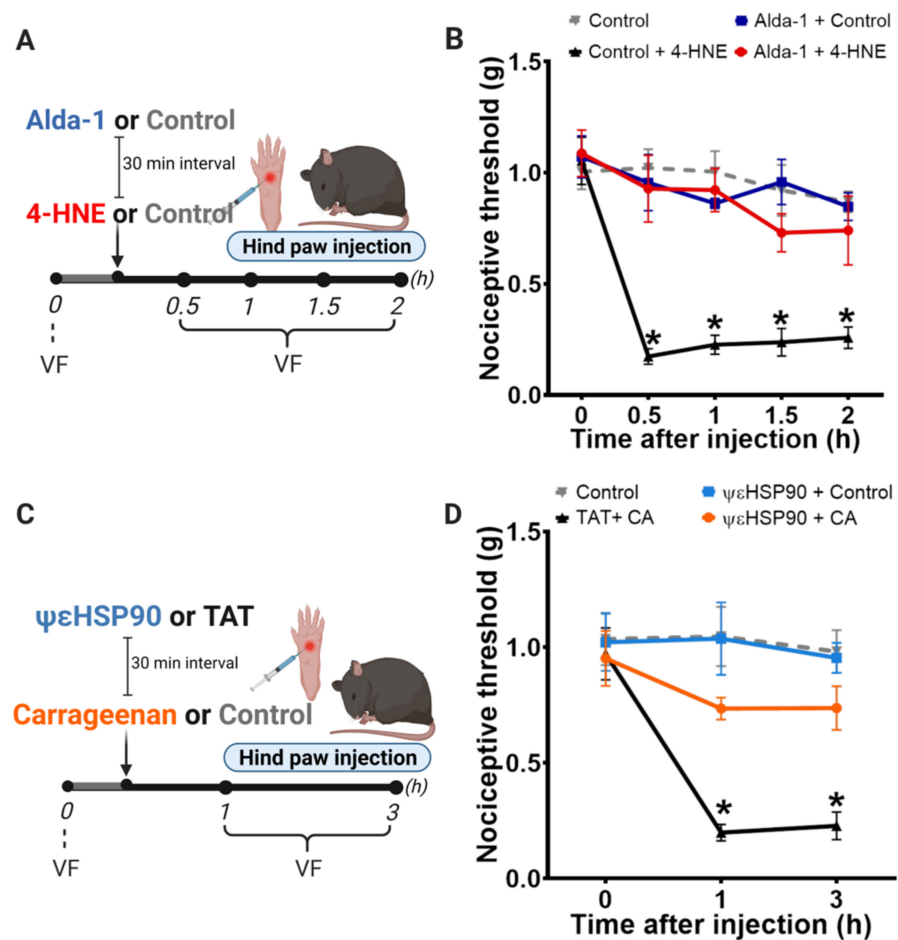 A
Alda-1 or Control
30 min interval
4-HNE or Control
Hind paw injection
(h)
0 0.5 1 1.5 2
VF VF
B
Control Alda-1 + Control
Control + 4-HNE Alda-1 + 4-HNE
Nociceptive threshold (g)
1.5
1.0
0.5
0.0
* * * *
0 0.5 1 1.5 2
Time after injection (h)
C
ψεHSP90 or TAT
30 min interval
Carrageenan or Control
Hind paw injection
(h)
0 1 3
VF VF
D
Control ψεHSP90 + Control
TAT+ CA ψεHSP90 + CA
Nociceptive threshold (g)
1.5
1.0
0.5
0.0
* *
0 1 3
Time after injection (h)